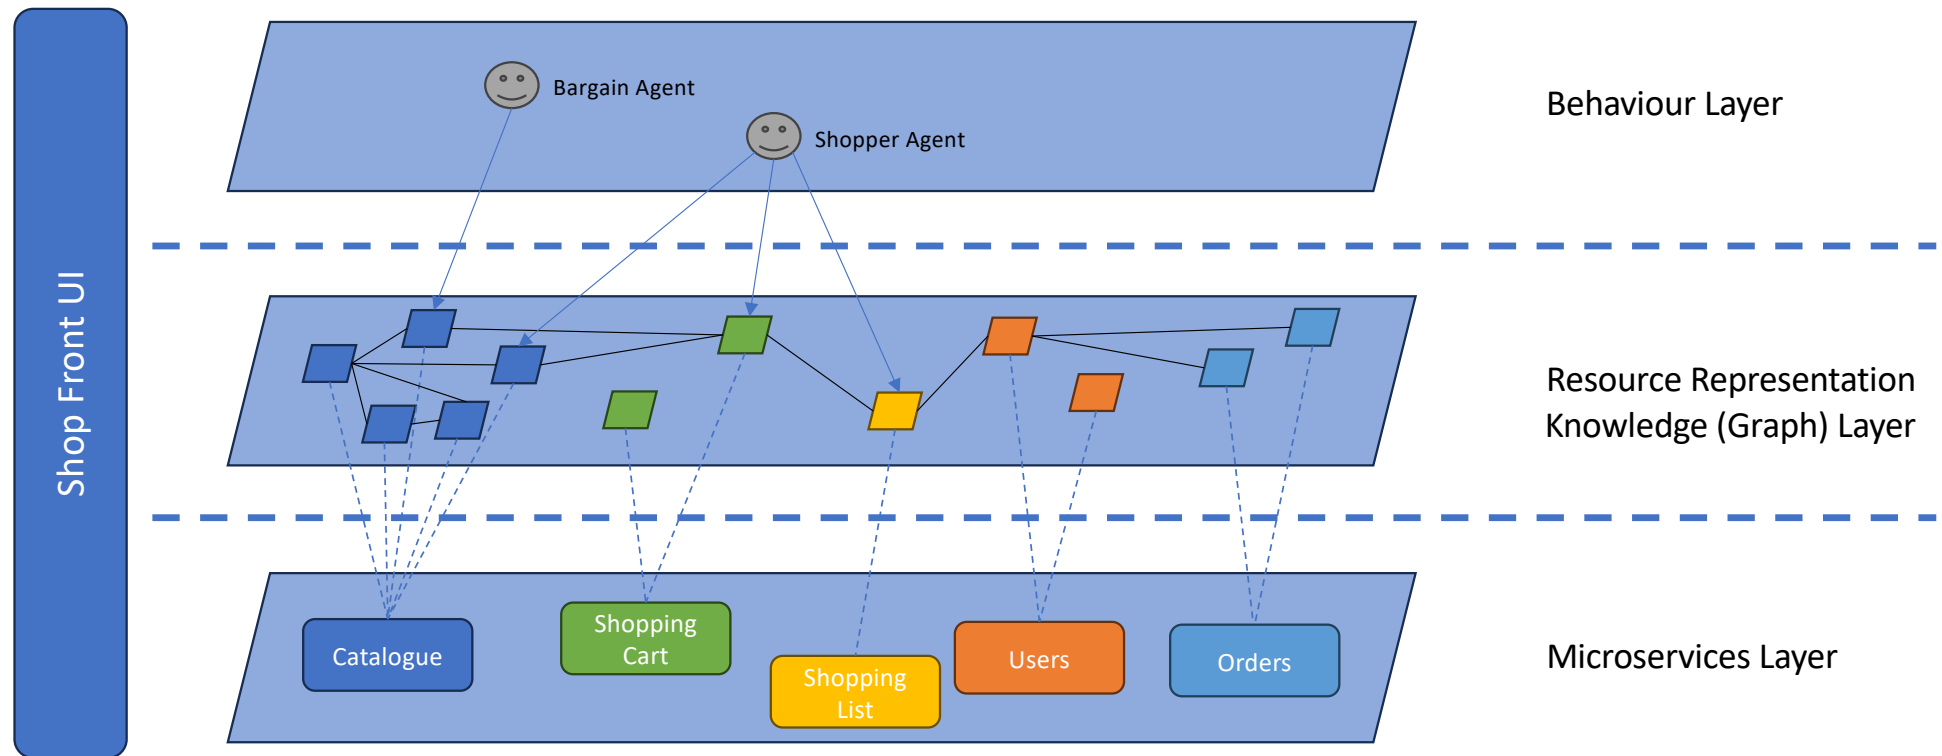 Shop Front UI
Bargain Agent
Shopper Agent
Behaviour Layer
Resource Representation
Knowledge (Graph) Layer
Catalogue
Shopping
Cart
Shopping
List
Users
Orders
Microservices Layer